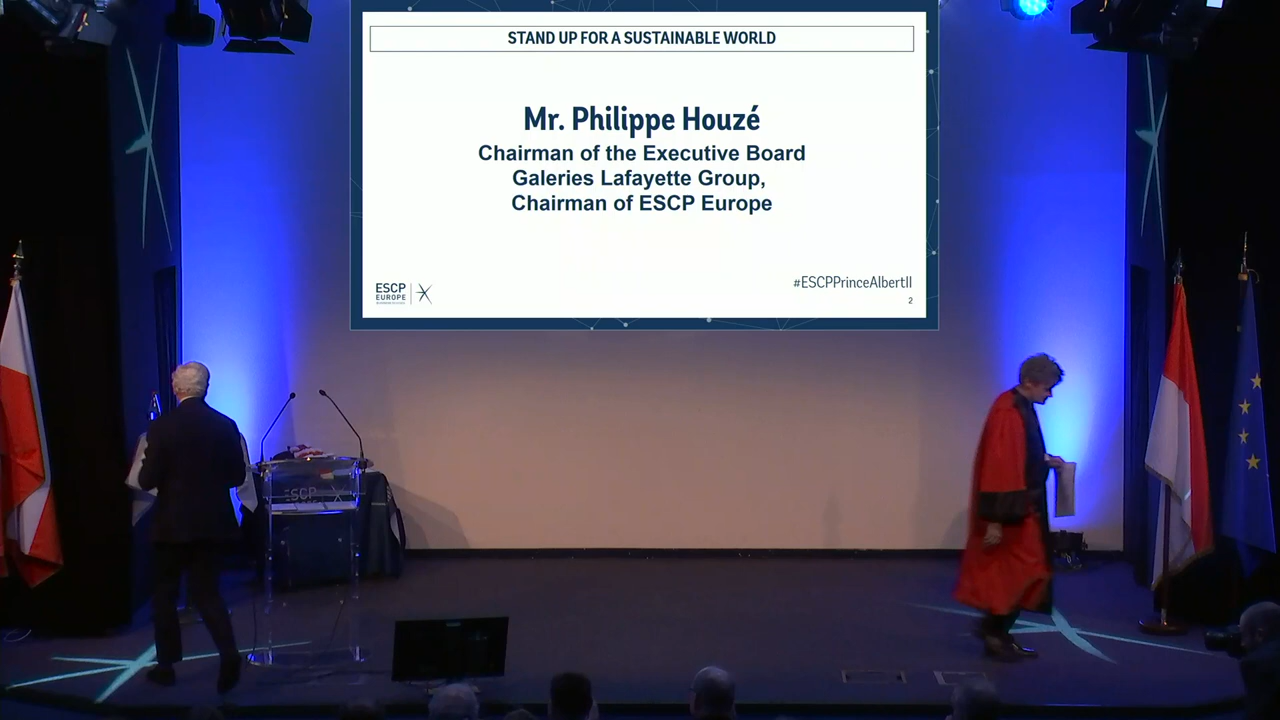 STAND UP FOR A SUSTAINABLE WORLD
Mr. Philippe Houzé
Chairman of the Executive Board
Galeries Lafayette Group,
Chairman of ESCP Europe
#ESCPPrinceAlbertII
2
ESCP
EUROPE
ESCP